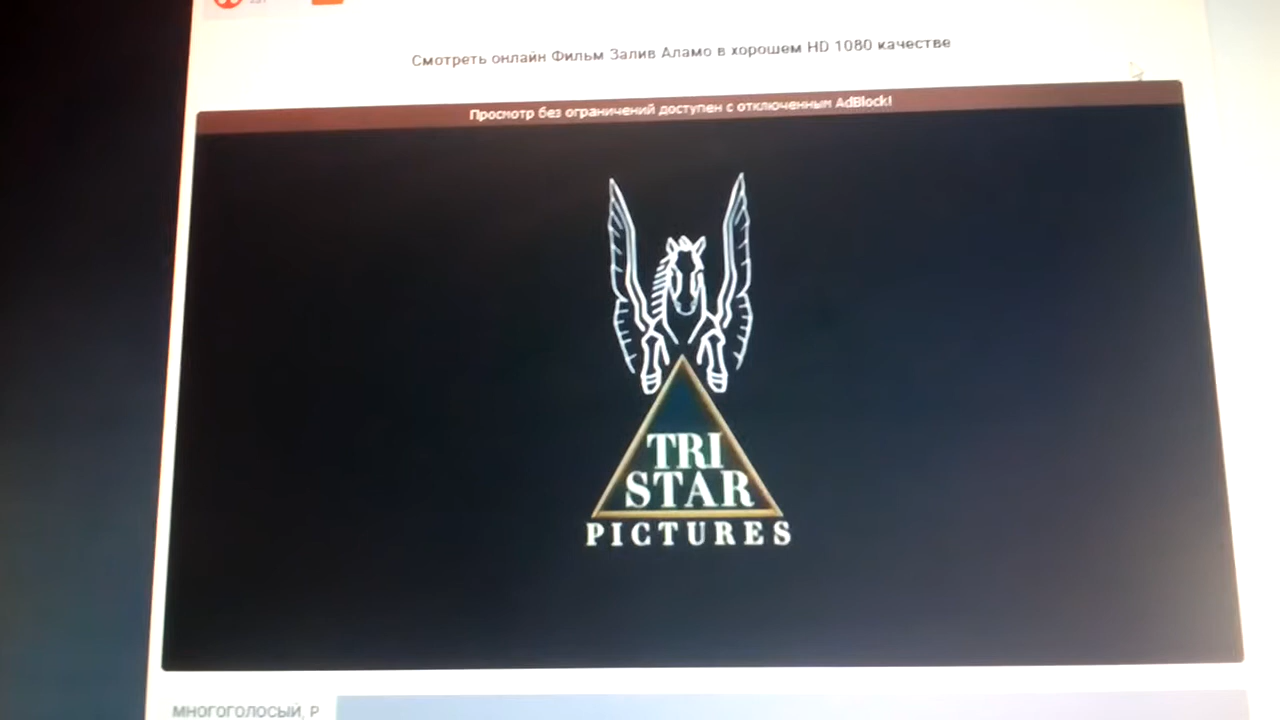 Смотреть онлайн Фильм Залив Аламо в хорошем HD 1080 качестве
Просмотр без ограничений доступен с отключенным AdBlock!
TRI
STAR
PICTURES
МНОГОГОЛОСЫЙ, Р